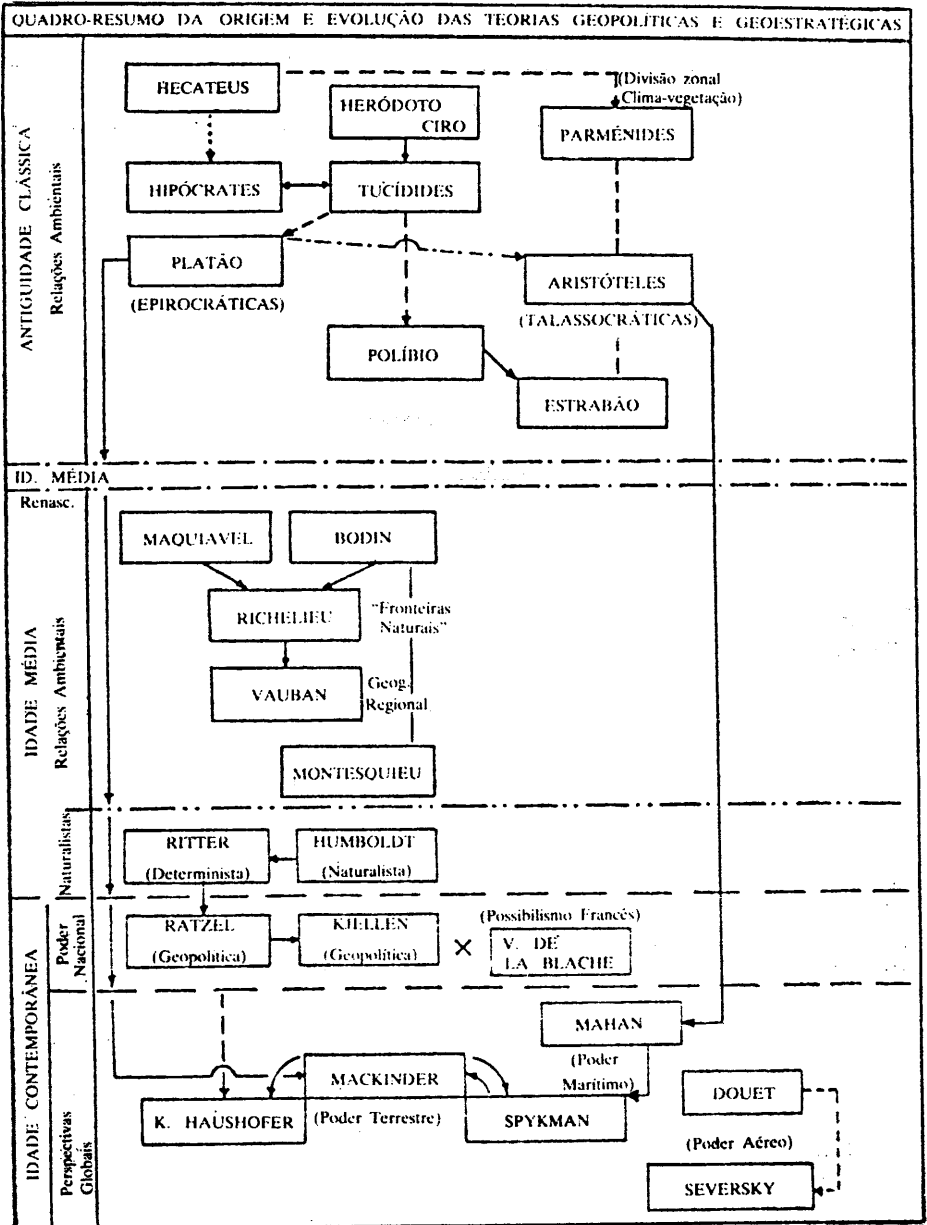 QUADRO-RESUMO DA ORIGEM E EVOLUÇÃO DAS TEORIAS GEOPOLÍTICAS E GEOESTRATÉGICAS
ANTIGUIDADE CLÁSSICA
Relações Ambientais
HECATEUS
HERÓDOTO
CIRO
(Divisão zonal
Clima-vegetação)
PARMÉNIDES
HIPÓCRATES
TUCÍDIDES
PLATÃO
(EPIROCRÁTICAS)
ARISTÓTELES
(TALASSOCRÁTICAS)
POLÍBIO
ESTRABÃO
ID. MÉDIA
Renasc.
IDADE MÉDIA
Relações Ambientais
MAQUIAVEL
BODIN
RICHELIEU
"Fronteiras
Naturais"
VAUBAN
Geog.
Regional
MONTESQUIEU
Naturalistas
RITTER
(Determinista)
HUMBOLDT
(Naturalista)
IDADE CONTEMPORÂNEA
Poder
Nacional
RATZEL
(Geopolítica)
KJELLEN
(Geopolítica)
×
(Possibilismo Francês)
V. DE
LA BLACHE
Perspectivas
Globais
MAHAN
(Poder
Marítimo)
MACKINDER
(Poder Terrestre)
K. HAUSHOFER
SPYKMAN
DOUET
(Poder Aéreo)
SEVERSKY